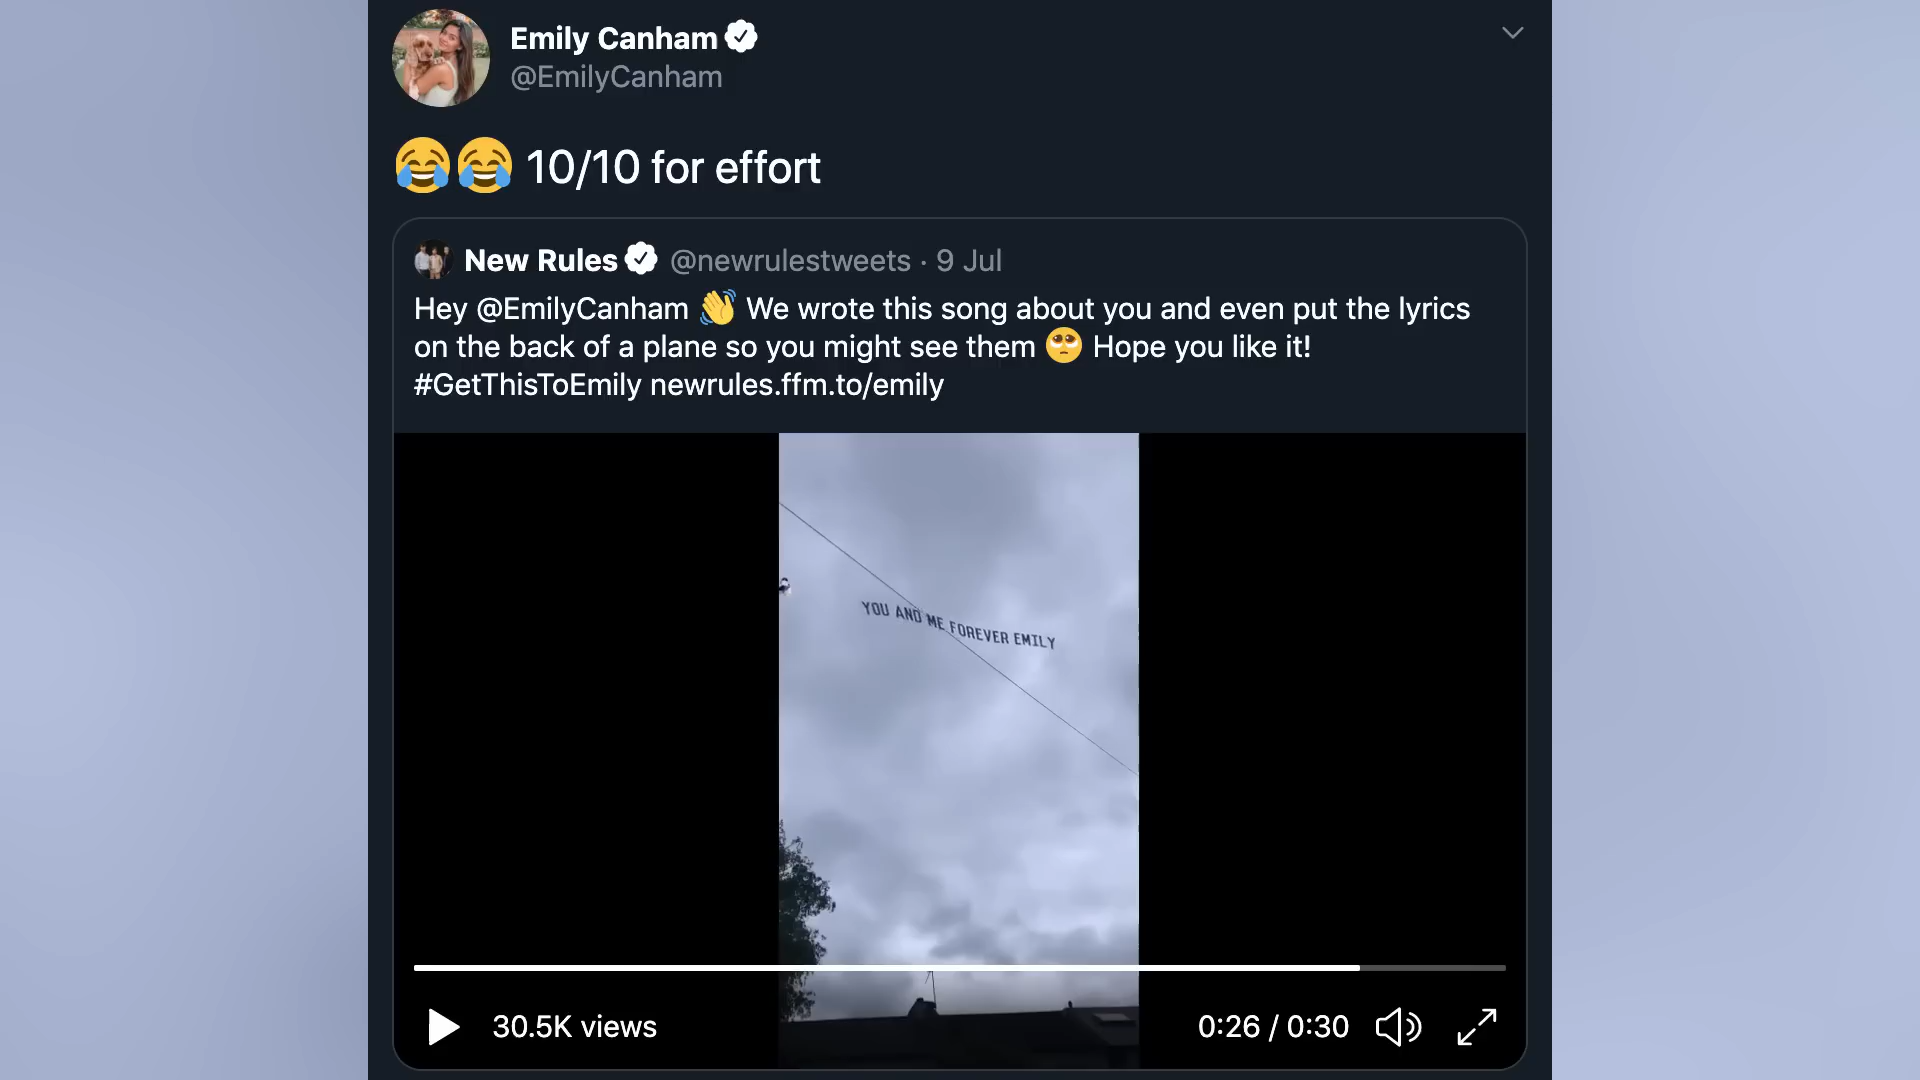 Emily Canham
@EmilyCanham
😂😂 10/10 for effort
New Rules @newrulestweets · 9 Jul
Hey @EmilyCanham 👋 We wrote this song about you and even put the lyrics
on the back of a plane so you might see them 🥺 Hope you like it!
#GetThisToEmily newrules.ffm.to/emily
YOU AND ME FOREVER EMILY
30.5K views
0:26 / 0:30